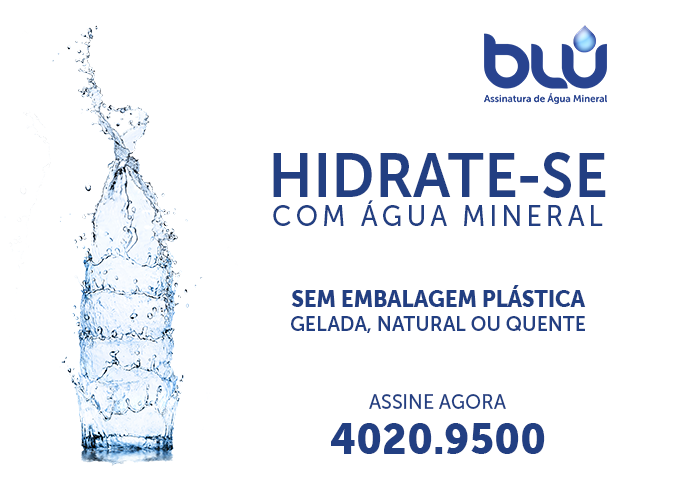 blu
Assinatura de Água Mineral
HIDRATE-SE
COM ÁGUA MINERAL
SEM EMBALAGEM PLÁSTICA
GELADA, NATURAL OU QUENTE
ASSINE AGORA
4020.9500